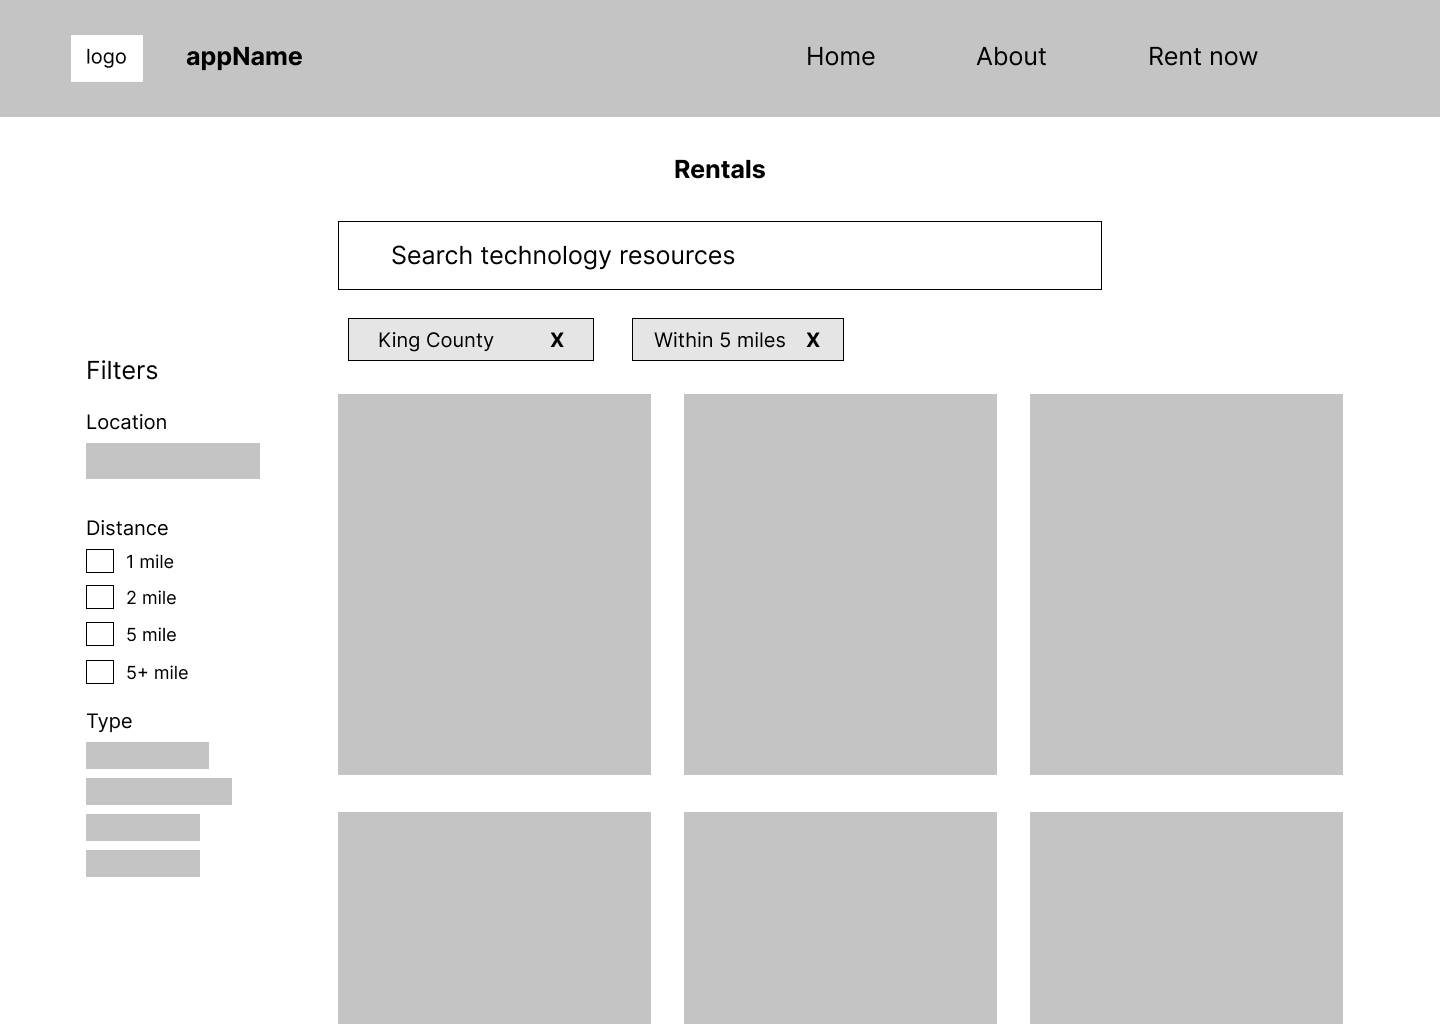 logo
appName
Home
About
Rent now
Rentals
Search technology resources
King County X
Within 5 miles X
Filters
Location
Distance
1 mile
2 mile
5 mile
5+ mile
Type